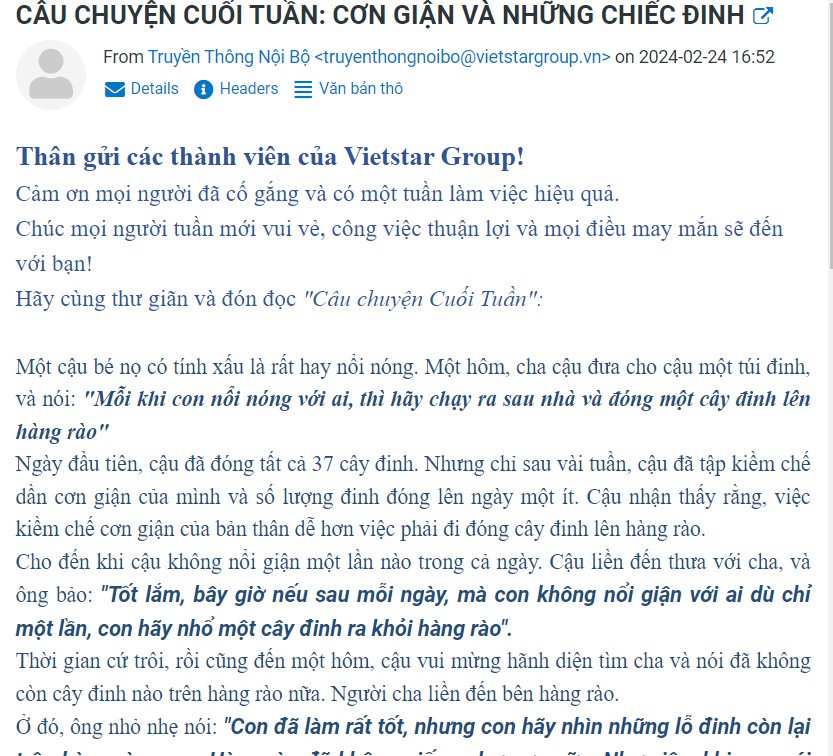 CÂU CHUYỆN CUỐI TUẦN: CƠN GIẬN VÀ NHỮNG CHIẾC ĐINH
From Truyền Thông Nội Bộ <truyenthongnoibo@vietstargroup.vn> on 2024-02-24 16:52
Details Headers Văn bản thô
Thân gửi các thành viên của Vietstar Group!
Cảm ơn mọi người đã cố gắng và có một tuần làm việc hiệu quả.
Chúc mọi người tuần mới vui vẻ, công việc thuận lợi và mọi điều may mắn sẽ đến
với bạn!
Hãy cùng thư giãn và đón đọc "Câu chuyện Cuối Tuần":
Một cậu bé nọ có tính xấu là rất hay nổi nóng. Một hôm, cha cậu đưa cho cậu một túi đinh,
và nói: "Mỗi khi con nổi nóng với ai, thì hãy chạy ra sau nhà và đóng một cây đinh lên
hàng rào"
Ngày đầu tiên, cậu đã đóng tất cả 37 cây đinh. Nhưng chỉ sau vài tuần, cậu đã tập kiềm chế
dần cơn giận của mình và số lượng đinh đóng lên ngày một ít. Cậu nhận thấy rằng, việc
kiềm chế cơn giận của bản thân dễ hơn việc phải đi đóng cây đinh lên hàng rào.
Cho đến khi cậu không nổi giận một lần nào trong cả ngày. Cậu liền đến thưa với cha, và
ông bảo: "Tốt lắm, bây giờ nếu sau mỗi ngày, mà con không nổi giận với ai dù chỉ
một lần, con hãy nhổ một cây đinh ra khỏi hàng rào".
Thời gian cứ trôi, rồi cũng đến một hôm, cậu vui mừng hãnh diện tìm cha và nói đã không
còn cây đinh nào trên hàng rào nữa. Người cha liền đến bên hàng rào.
Ở đó, ông nhỏ nhẹ nói: "Con đã làm rất tốt, nhưng con hãy nhìn những lỗ đinh còn lại